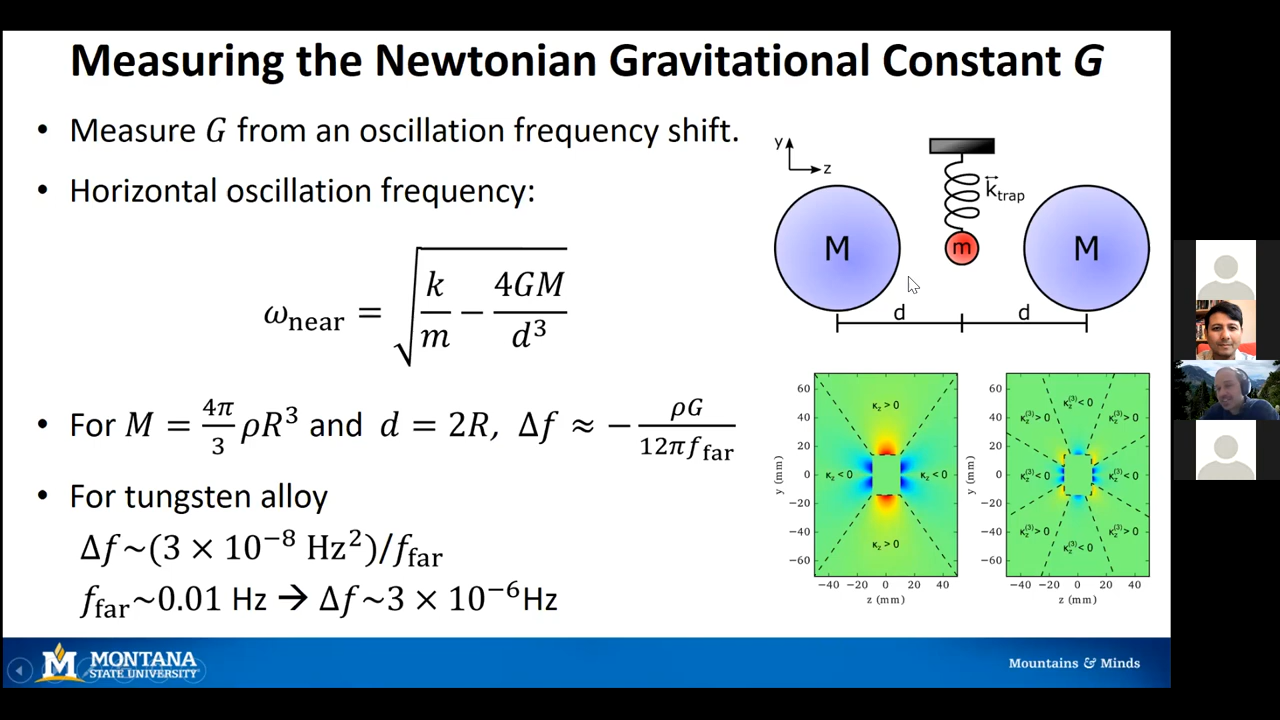 Measuring the Newtonian Gravitational Constant G
• Measure G from an oscillation frequency shift.
• Horizontal oscillation frequency:
ω_near = √(k/m − 4GM/d³)
• For M = 4π/3 ρR³ and d = 2R, Δf ≈ − ρG/12πf_far
• For tungsten alloy
Δf~(3 × 10⁻⁸ Hz²)/f_far
f_far~0.01 Hz → Δf~3 × 10⁻⁶Hz
y
z
k_trap
M
m
M
d
d
60
40
20
0
−20
−40
−60
y (mm)
κ_z > 0
κ_z < 0
κ_z < 0
κ_z > 0
−40 −20 0 20 40
z (mm)
60
40
20
0
−20
−40
−60
y (mm)
κ_z⁽³⁾ < 0
κ_z⁽³⁾ > 0
κ_z⁽³⁾ > 0
κ_z⁽³⁾ < 0
κ_z⁽³⁾ < 0
κ_z⁽³⁾ > 0
κ_z⁽³⁾ > 0
κ_z⁽³⁾ < 0
−40 −20 0 20 40
z (mm)
M MONTANA
STATE UNIVERSITY
Mountains & Minds